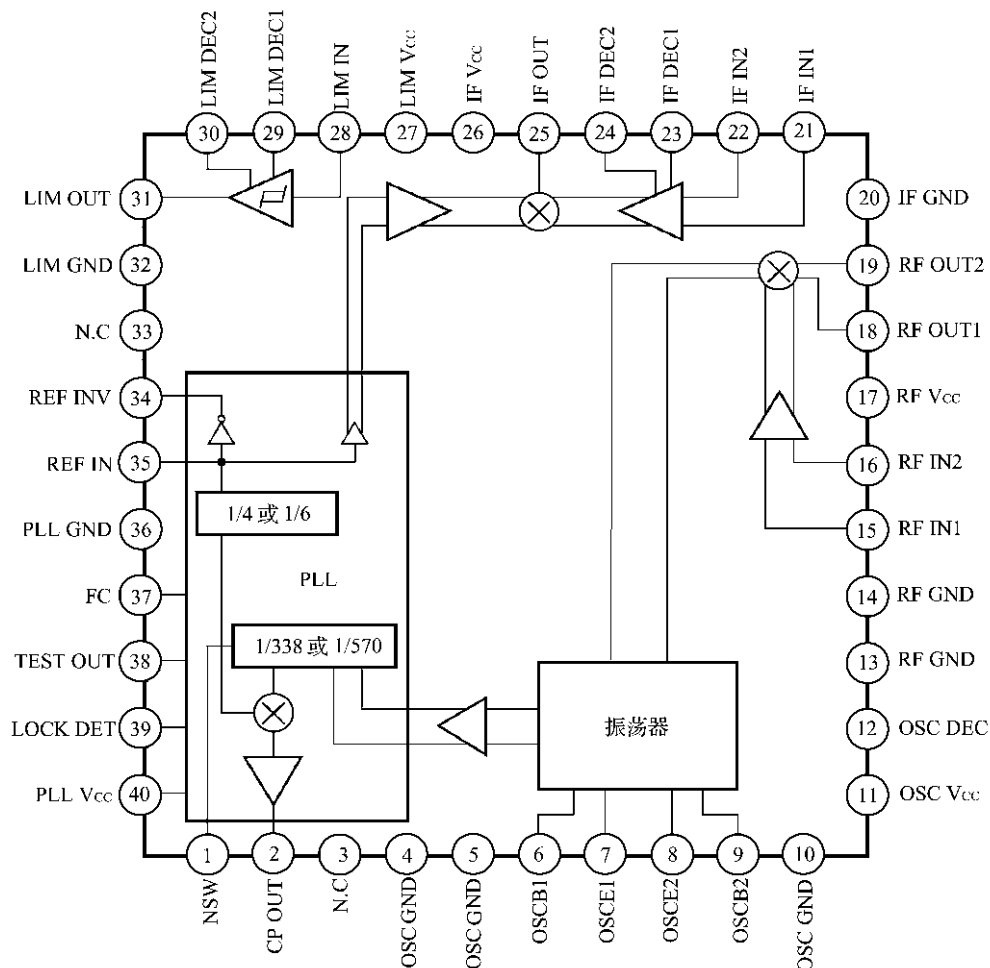 LIM DEC2
LIM DEC1
LIM IN
LIM Vcc
IF Vcc
IF OUT
IF DEC2
IF DEC1
IF IN2
IF IN1
30
29
28
27
26
25
24
23
22
21
LIM OUT
31
LIM GND
32
N.C
33
REF INV
34
REF IN
35
PLL GND
36
FC
37
TEST OUT
38
LOCK DET
39
PLL Vcc
40
20
IF GND
19
RF OUT2
18
RF OUT1
17
RF Vcc
16
RF IN2
15
RF IN1
14
RF GND
13
RF GND
12
OSC DEC
11
OSC Vcc
1/4 或 1/6
PLL
1/338 或 1/570
振荡器
1
2
3
4
5
6
7
8
9
10
NSW
CP OUT
N.C
OSC GND
OSC GND
OSCB1
OSCE1
OSCE2
OSCB2
OSC GND